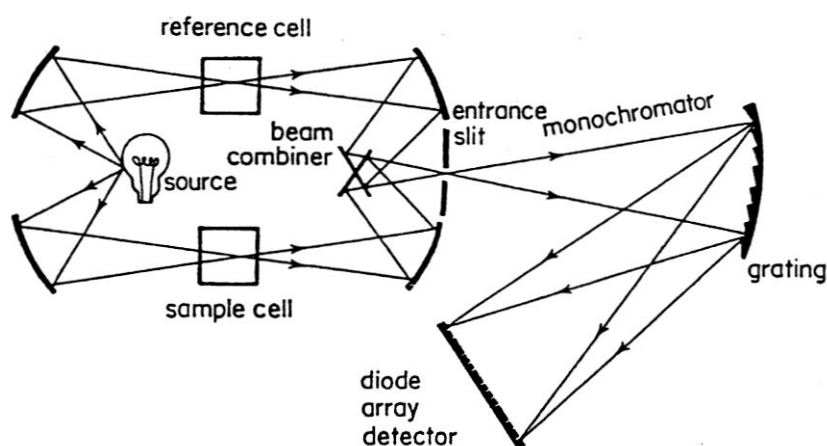 reference cell
entrance
slit
monochromator
beam
combiner
source
sample cell
grating
diode
array
detector